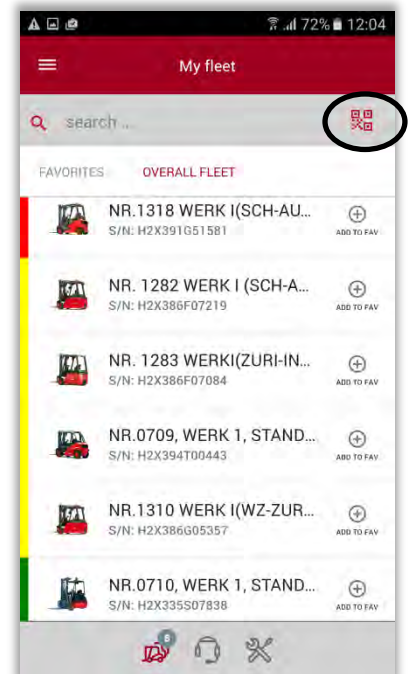 72% 12:04
My fleet
search ...
FAVORITES OVERALL FLEET
NR.1318 WERK I(SCH-AU...
S/N: H2X391G51581
ADD TO FAV
NR. 1282 WERK I (SCH-A...
S/N: H2X386F07219
ADD TO FAV
NR. 1283 WERKI(ZURI-IN...
S/N: H2X386F07084
ADD TO FAV
NR.0709, WERK 1, STAND...
S/N: H2X394T00443
ADD TO FAV
NR.1310 WERK I(WZ-ZUR...
S/N: H2X386G05357
ADD TO FAV
NR.0710, WERK 1, STAND...
S/N: H2X335S07838
ADD TO FAV